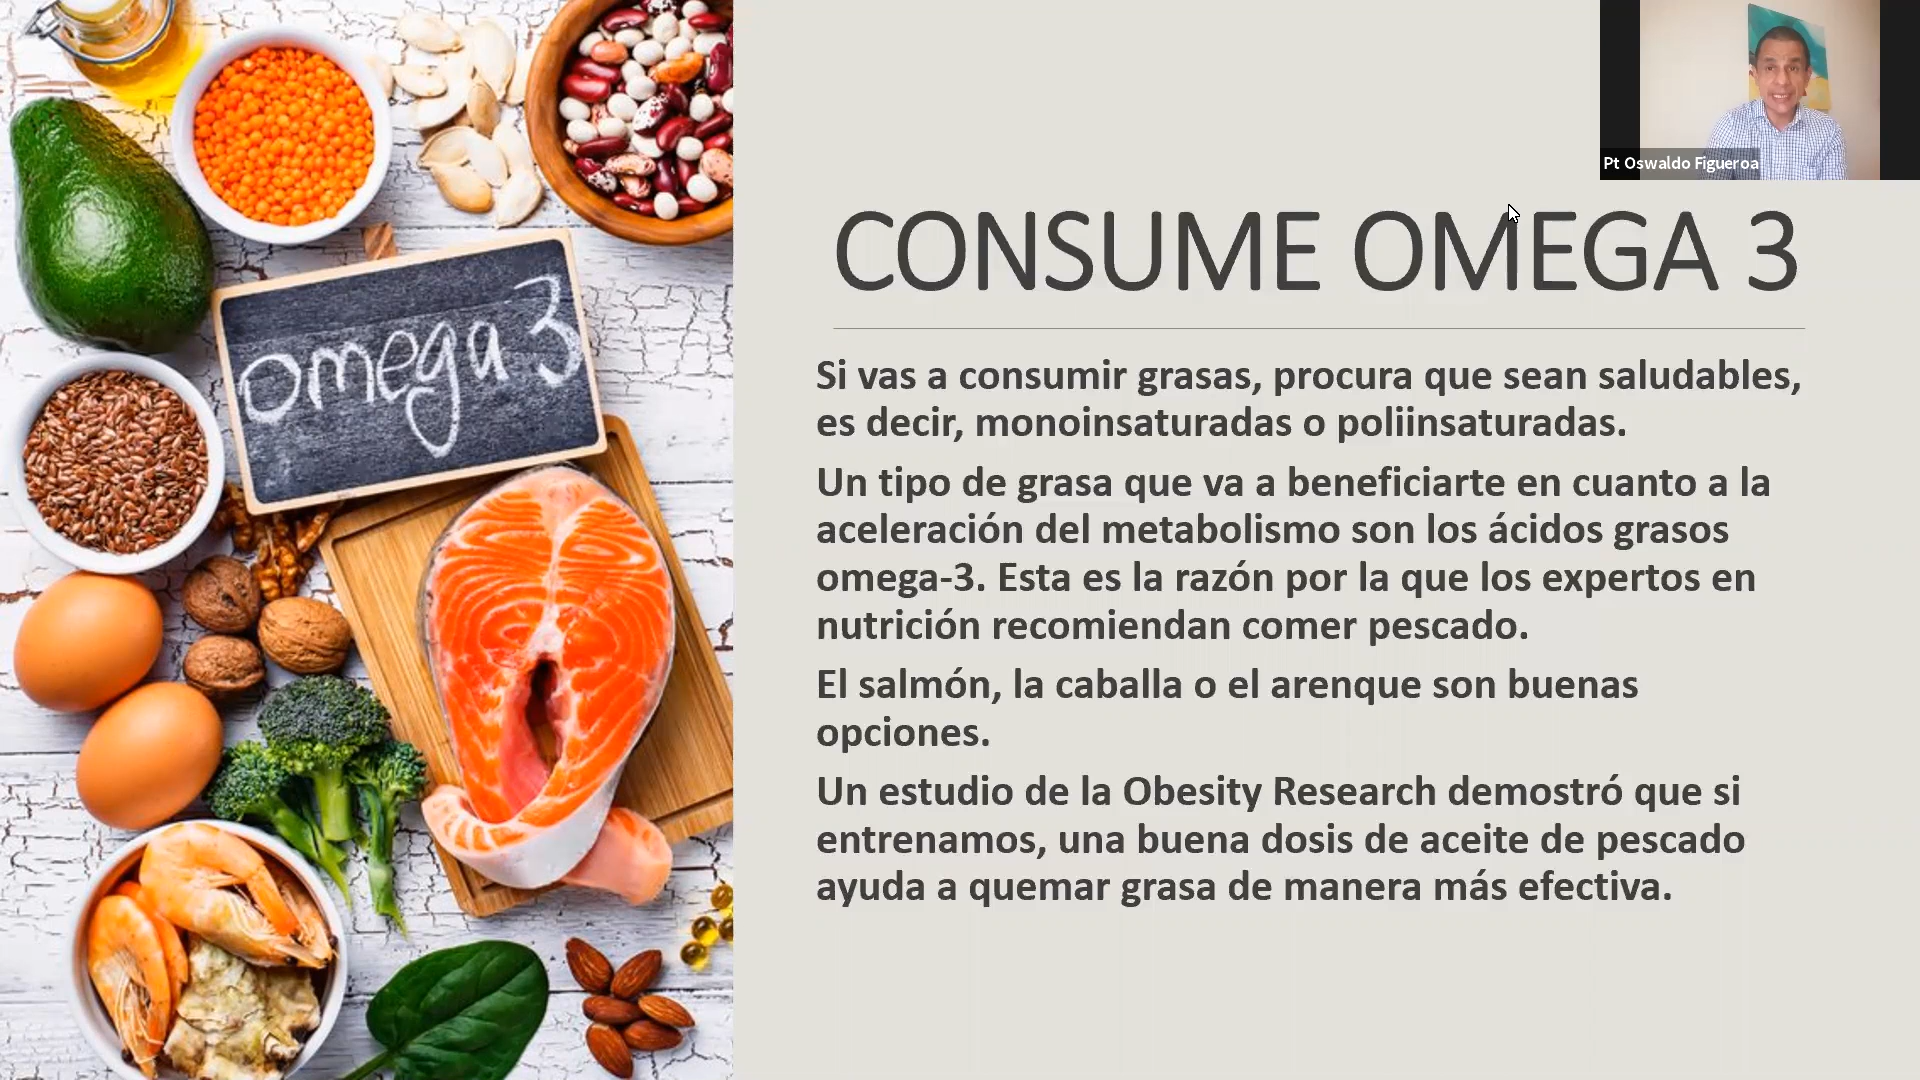 Pt Oswaldo Figueroa
CONSUME OMEGA 3
omega 3
Si vas a consumir grasas, procura que sean saludables,
es decir, monoinsaturadas o poliinsaturadas.
Un tipo de grasa que va a beneficiarte en cuanto a la
aceleración del metabolismo son los ácidos grasos
omega-3. Esta es la razón por la que los expertos en
nutrición recomiendan comer pescado.
El salmón, la caballa o el arenque son buenas
opciones.
Un estudio de la Obesity Research demostró que si
entrenamos, una buena dosis de aceite de pescado
ayuda a quemar grasa de manera más efectiva.